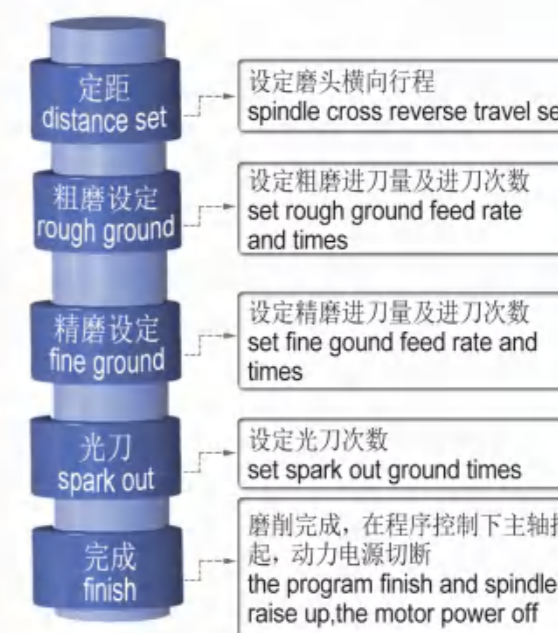 定距
distance set
设定磨头横向行程
spindle cross reverse travel
粗磨设定
rough ground
设定粗磨进刀量及进刀次数
set rough ground feed rate
and times
精磨设定
fine ground
设定精磨进刀量及进刀次数
set fine gound feed rate and
times
光刀
spark out
设定光刀次数
set spark out ground times
完成
finish
磨削完成，在程序控制下主轴
起，动力电源切断
the program finish and spindle
raise up,the motor power off